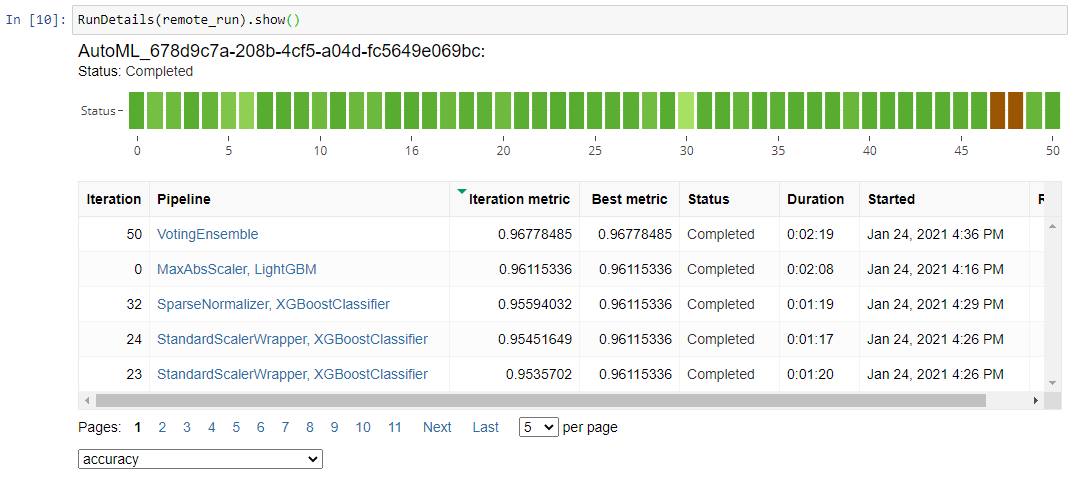 In [10]: RunDetails(remote_run).show()
AutoML_678d9c7a-208b-4cf5-a04d-fc5649e069bc:
Status: Completed
Status
0 5 10 16 20 25 30 35 40 45 50
Iteration Pipeline Iteration metric Best metric Status Duration Started R
50 VotingEnsemble 0.96778485 0.96778485 Completed 0:02:19 Jan 24, 2021 4:36 PM
0 MaxAbsScaler, LightGBM 0.96115336 0.96115336 Completed 0:02:08 Jan 24, 2021 4:16 PM
32 SparseNormalizer, XGBoostClassifier 0.95594032 0.96115336 Completed 0:01:19 Jan 24, 2021 4:29 PM
24 StandardScalerWrapper, XGBoostClassifier 0.95451649 0.96115336 Completed 0:01:17 Jan 24, 2021 4:26 PM
23 StandardScalerWrapper, XGBoostClassifier 0.9535702 0.96115336 Completed 0:01:20 Jan 24, 2021 4:26 PM
Pages: 1 2 3 4 5 6 7 8 9 10 11 Next Last 5 per page
accuracy